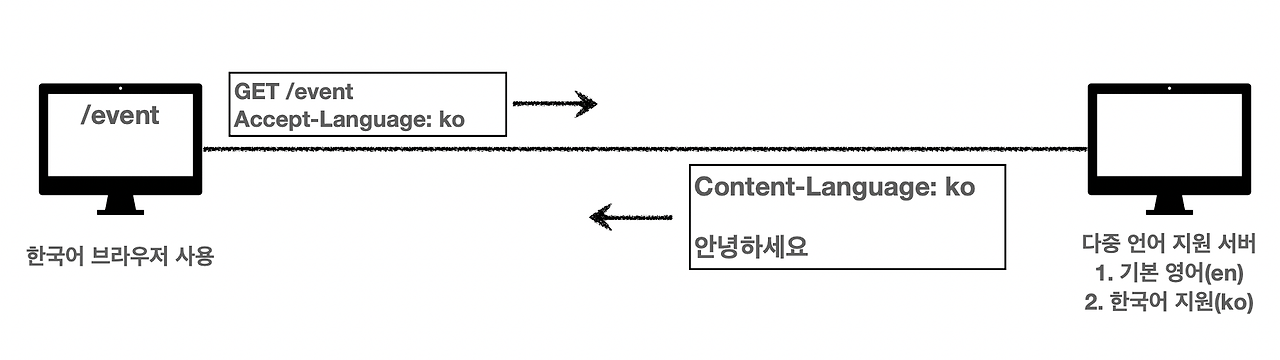 /event
한국어 브라우저 사용
GET /event
Accept-Language: ko
Content-Language: ko
안녕하세요
다중 언어 지원 서버
1. 기본 영어(en)
2. 한국어 지원(ko)